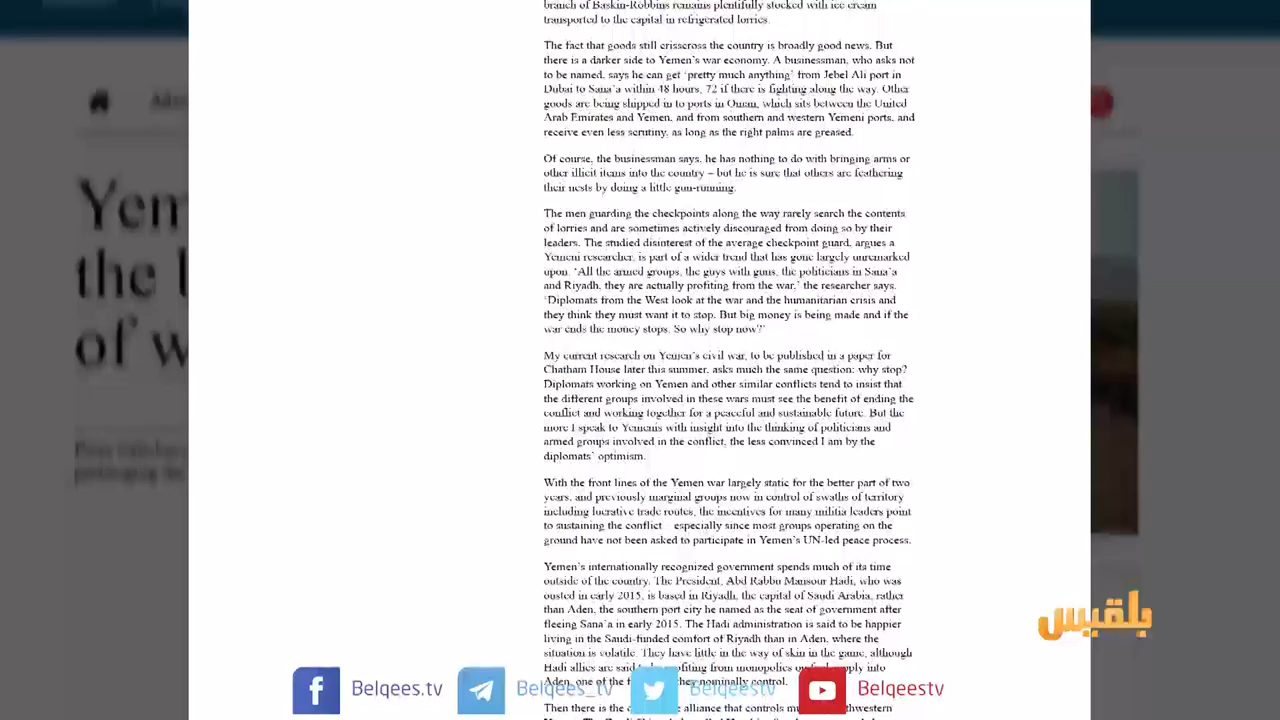 branch of Baskin-Robbins remains plentifully stocked with ice cream
transported to the capital in refrigerated lorries.
The fact that goods still crisscross the country is broadly good news. But
there is a darker side to Yemen's war economy. A businessman, who asks not
to be named, says he can get 'pretty much anything' from Jebel Ali port in
Dubai to Sana'a within 48 hours, 72 if there is fighting along the way. Other
goods are being shipped in to ports in Oman, which sits between the United
Arab Emirates and Yemen, and from southern and western Yemeni ports, and
receive even less scrutiny, as long as the right palms are greased.
Of course, the businessman says, he has nothing to do with bringing arms or
other illicit items into the country – but he is sure that others are feathering
their nests by doing a little gun-running.
The men guarding the checkpoints along the way rarely search the contents
of lorries and are sometimes actively discouraged from doing so by their
leaders. The studied disinterest of the average checkpoint guard, argues a
Yemeni researcher, is part of a wider trend that has gone largely unremarked
upon. 'All the armed groups, the guys with guns, the politicians in Sana'a
and Riyadh, they are actually profiting from the war,' the researcher says.
'Diplomats from the West look at the war and the humanitarian crisis and
they think they must want it to stop. But big money is being made and if the
war ends the money stops. So why stop now?'
My current research on Yemen's civil war, to be published in a paper for
Chatham House later this summer, asks much the same question: why stop?
Diplomats working on Yemen and other similar conflicts tend to insist that
the different groups involved in these wars must see the benefit of ending the
conflict and working together for a peaceful and sustainable future. But the
more I speak to Yemenis with insight into the thinking of politicians and
armed groups involved in the conflict, the less convinced I am by the
diplomats' optimism.
With the front lines of the Yemen war largely static for the better part of two
years, and previously marginal groups now in control of swaths of territory
including lucrative trade routes, the incentives for many militia leaders point
to sustaining the conflict – especially since most groups operating on the
ground have not been asked to participate in Yemen's UN-led peace process.
Yemen's internationally recognized government spends much of its time
outside of the country. The President, Abd Rabbu Mansour Hadi, who was
ousted in early 2015, is based in Riyadh, the capital of Saudi Arabia, rather
than Aden, the southern port city he named as the seat of government after
fleeing Sana'a in early 2015. The Hadi administration is said to be happier
living in the Saudi-funded comfort of Riyadh than in Aden, where the
situation is volatile. They have little in the way of skin in the game, although
Hadi allies are said profiting from monopolies into
Aden, one of the they nominally control.
Then there is the alliance that controls
Yem
the
of w
بلقيس
Belqees.tv
Belqees_tv
Belqeestv
Belqeestv